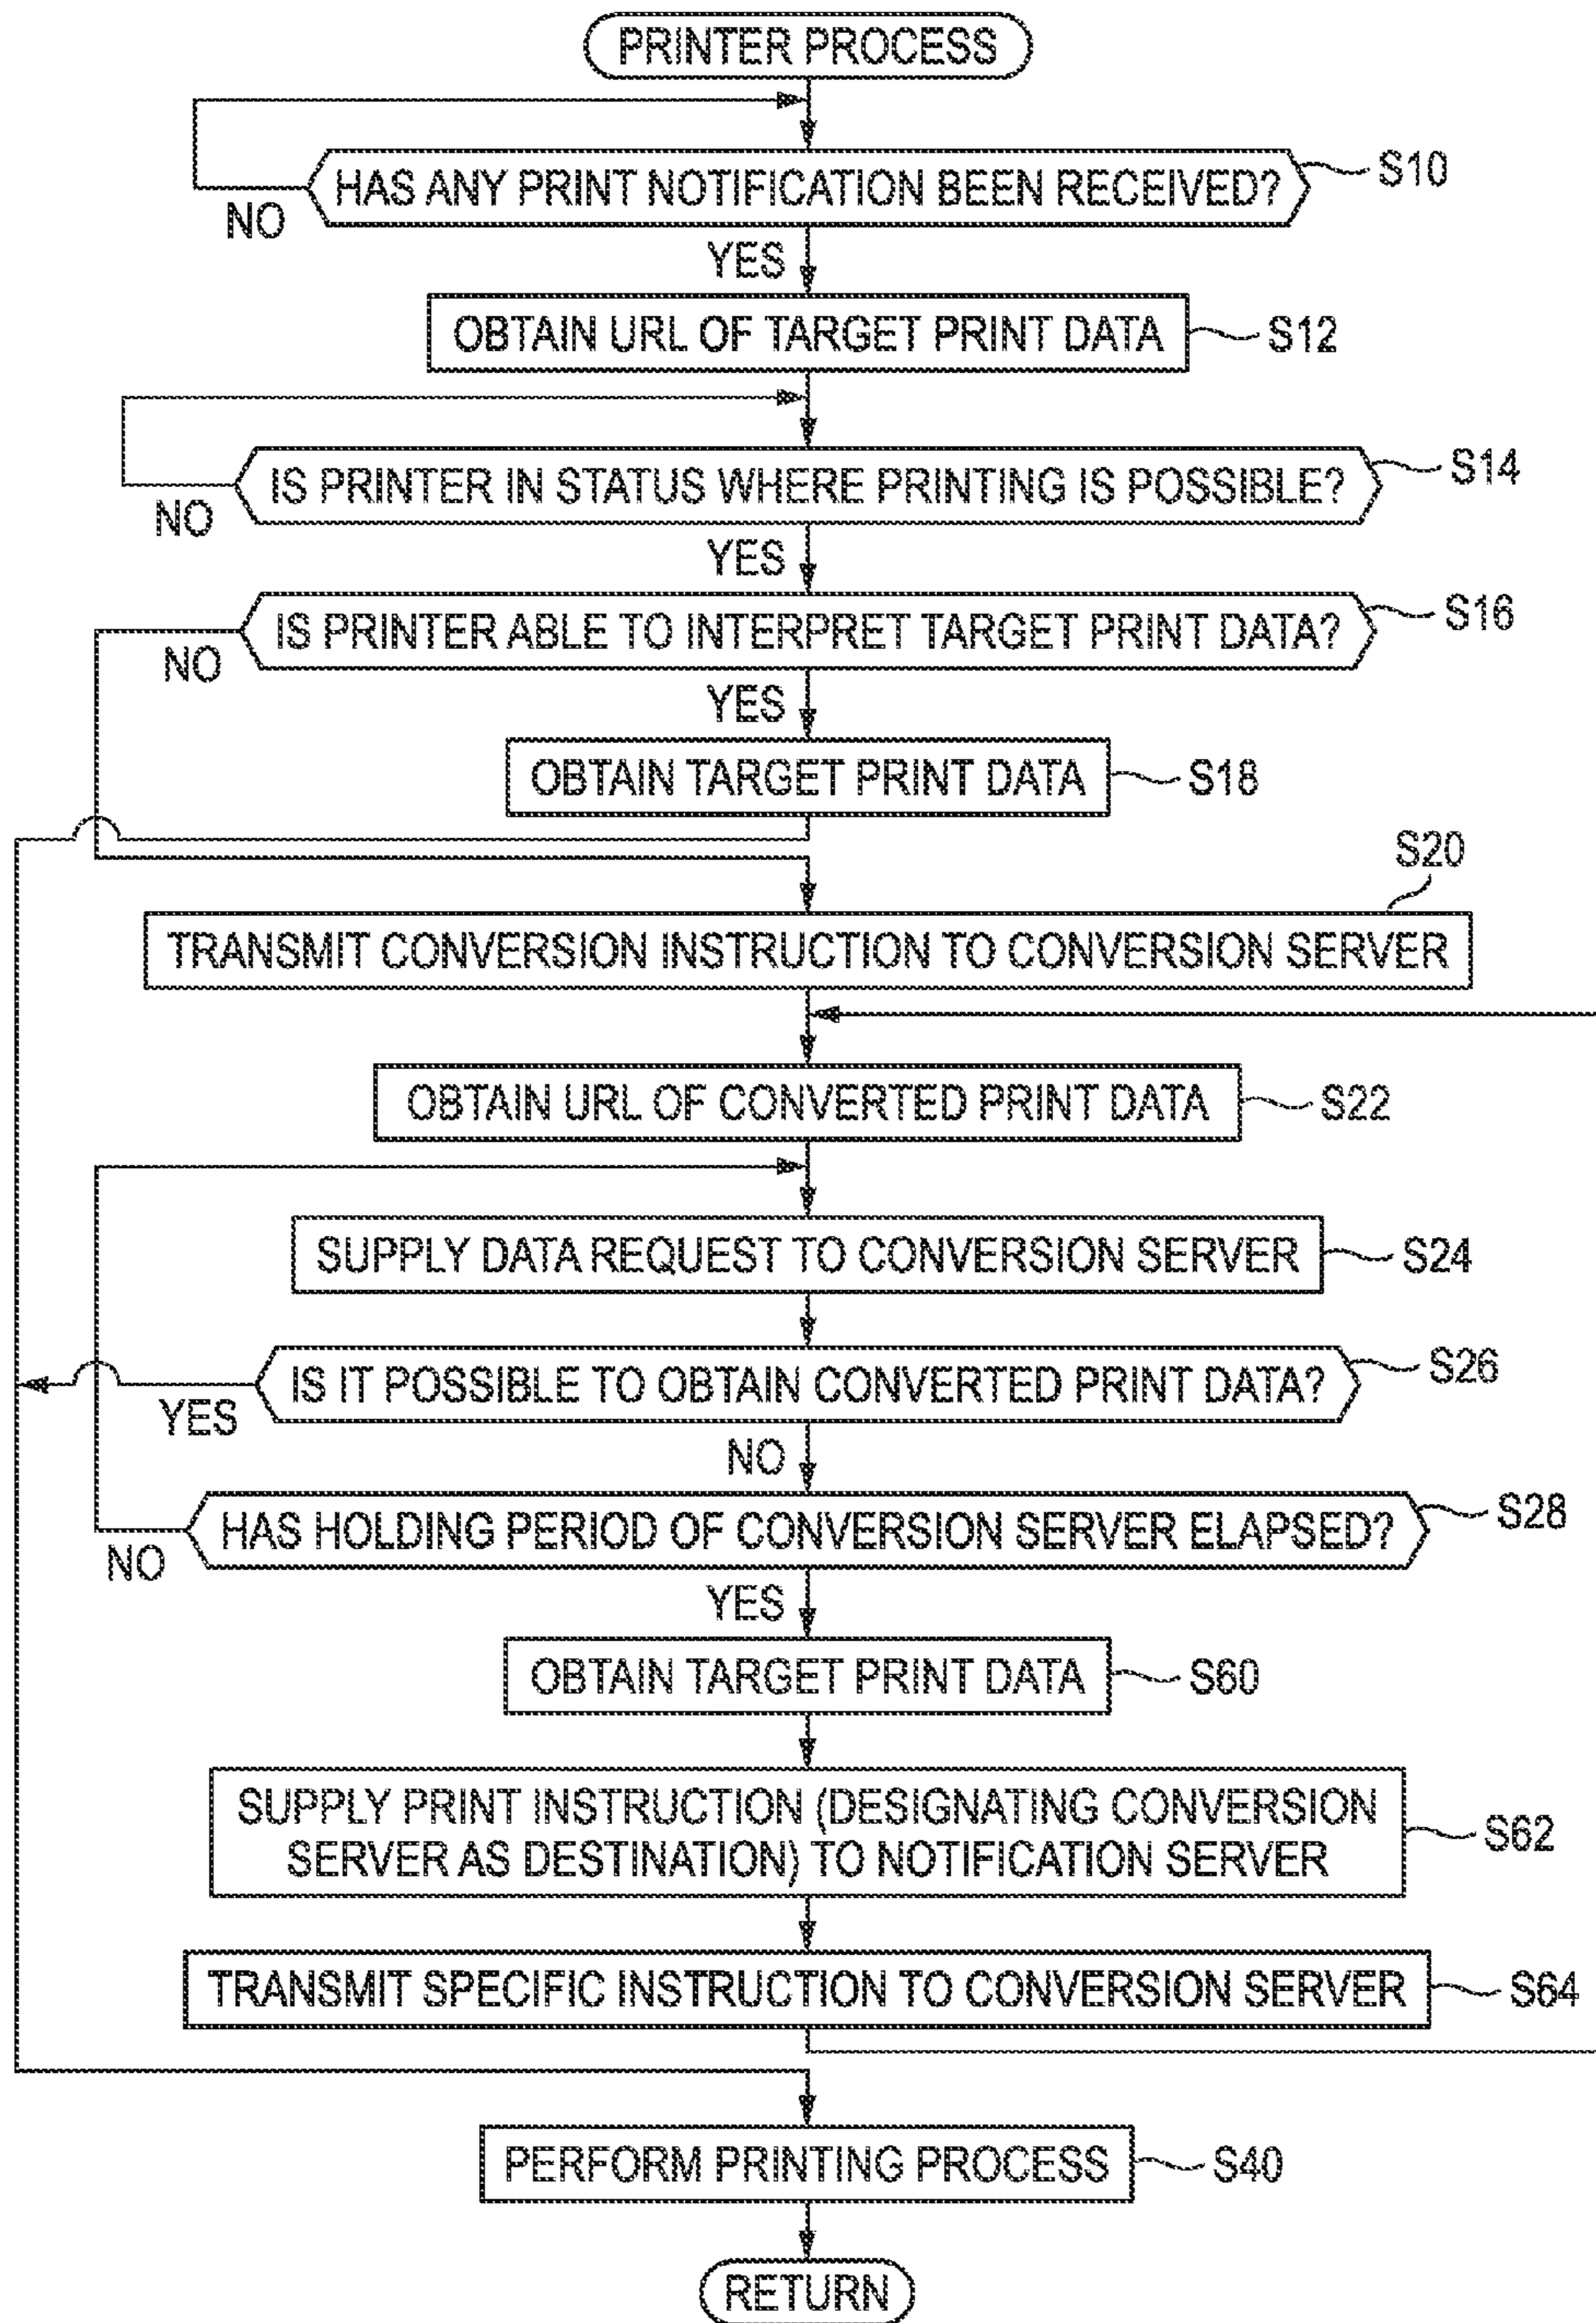 PRINTER PROCESS
HAS ANY PRINT NOTIFICATION BEEN RECEIVED?
S10
NO
YES
OBTAIN URL OF TARGET PRINT DATA
S12
IS PRINTER IN STATUS WHERE PRINTING IS POSSIBLE?
S14
NO
YES
IS PRINTER ABLE TO INTERPRET TARGET PRINT DATA?
S16
NO
YES
OBTAIN TARGET PRINT DATA
S18
S20
TRANSMIT CONVERSION INSTRUCTION TO CONVERSION SERVER
OBTAIN URL OF CONVERTED PRINT DATA
S22
SUPPLY DATA REQUEST TO CONVERSION SERVER
S24
IS IT POSSIBLE TO OBTAIN CONVERTED PRINT DATA?
S26
YES
NO
HAS HOLDING PERIOD OF CONVERSION SERVER ELAPSED?
S28
NO
YES
OBTAIN TARGET PRINT DATA
S60
SUPPLY PRINT INSTRUCTION (DESIGNATING CONVERSION
SERVER AS DESTINATION) TO NOTIFICATION SERVER
S62
TRANSMIT SPECIFIC INSTRUCTION TO CONVERSION SERVER
S64
PERFORM PRINTING PROCESS
S40
RETURN